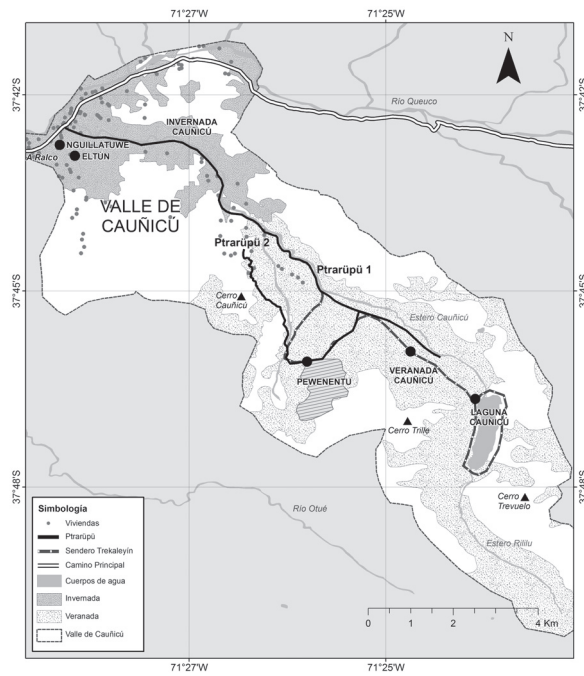 71°27'W
71°25'W
N
37°42'S
37°42'S
Río Queuco
INVERNADA
CAUÑICÚ
A Ralco
NGUILLATUWE
ELTUN
VALLE DE
CAUÑICÚ
Ptrarüpü 2
Ptrarüpü 1
37°45'S
37°45'S
Cerro
Cauñicú
Estero Cauñicú
PEWENENTU
VERANADA
CAUÑICÚ
LAGUNA
CAUÑICÚ
Cerro Trille
37°48'S
37°48'S
Cerro
Trevuelo
Río Otué
Estero Rililu
Simbología
Viviendas
Ptrarüpü
Sendero Trekaleyín
Camino Principal
Cuerpos de agua
Invernada
Veranada
Valle de Cauñicú
0 1 2 4 Km
71°27'W
71°25'W